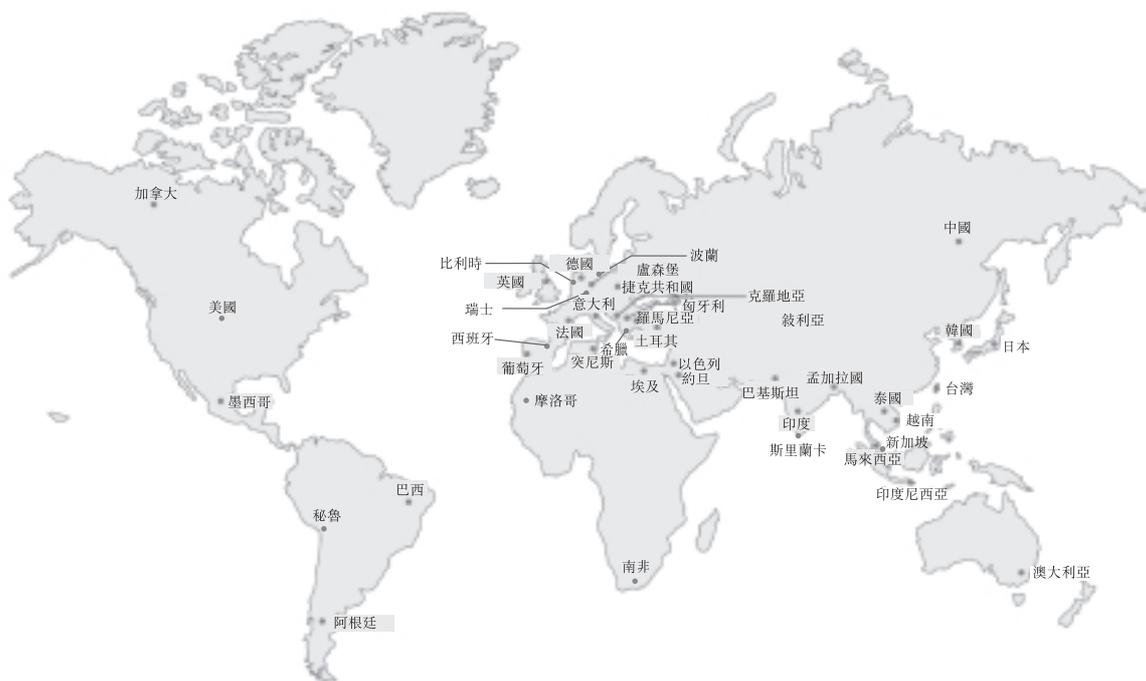 加拿大
中國
比利時
德國
波蘭
英國
盧森堡
捷克共和國
瑞士
意大利
克羅地亞
匈牙利
美國
羅馬尼亞
敍利亞
西班牙
法國
希臘
土耳其
韓國
日本
葡萄牙
突尼斯
以色列
約旦
埃及
巴基斯坦
孟加拉國
台灣
墨西哥
摩洛哥
泰國
印度
越南
斯里蘭卡
新加坡
馬來西亞
巴西
印度尼西亞
秘魯
南非
澳大利亞
阿根廷